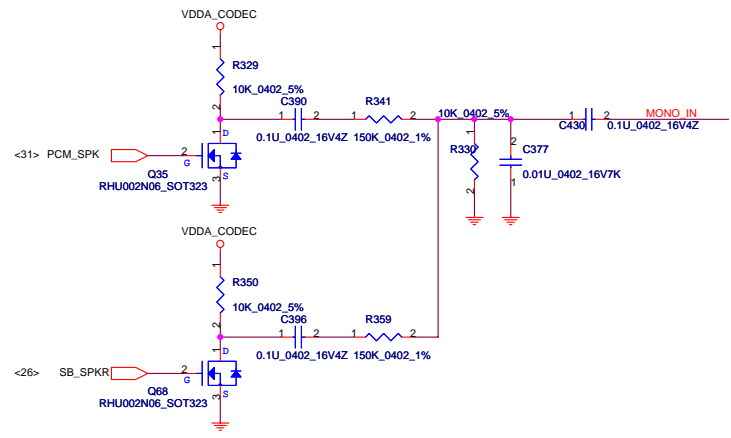 VDDA_CODEC
1
R329
10K_0402_5%
2
C390
R341
1 2 1 2
0.1U_0402_16V4Z 150K_0402_1%
10K_0402_5%
1 2 MONO_IN
C430 0.1U_0402_16V4Z
1
R330
2
2
C377
0.01U_0402_16V7K
1
1 D
<31> PCM_SPK 2
G
3 S
Q35
RHU002N06_SOT323
VDDA_CODEC
1
R350
10K_0402_5%
2
C396
R359
1 2 1 2
0.1U_0402_16V4Z 150K_0402_1%
1 D
<26> SB_SPKR 2
G
3 S
Q68
RHU002N06_SOT323